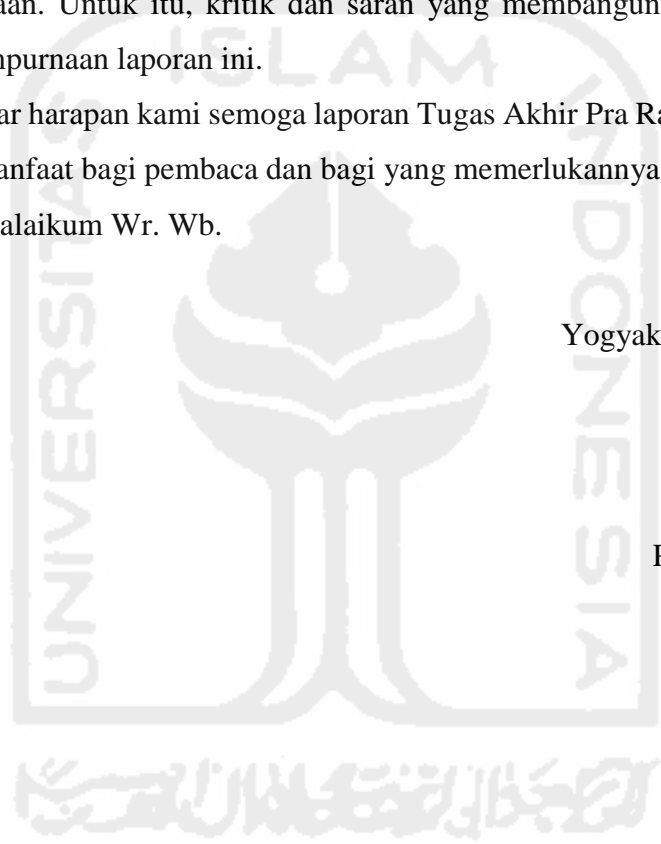 aan. Untuk itu, kritik dan saran yang membangun
purnaan laporan ini.
ar harapan kami semoga laporan Tugas Akhir Pra Ra
anfaat bagi pembaca dan bagi yang memerlukannya
alaikum Wr. Wb.
Yogyak
UNIVERSITAS
ISLAM
INDONESIA